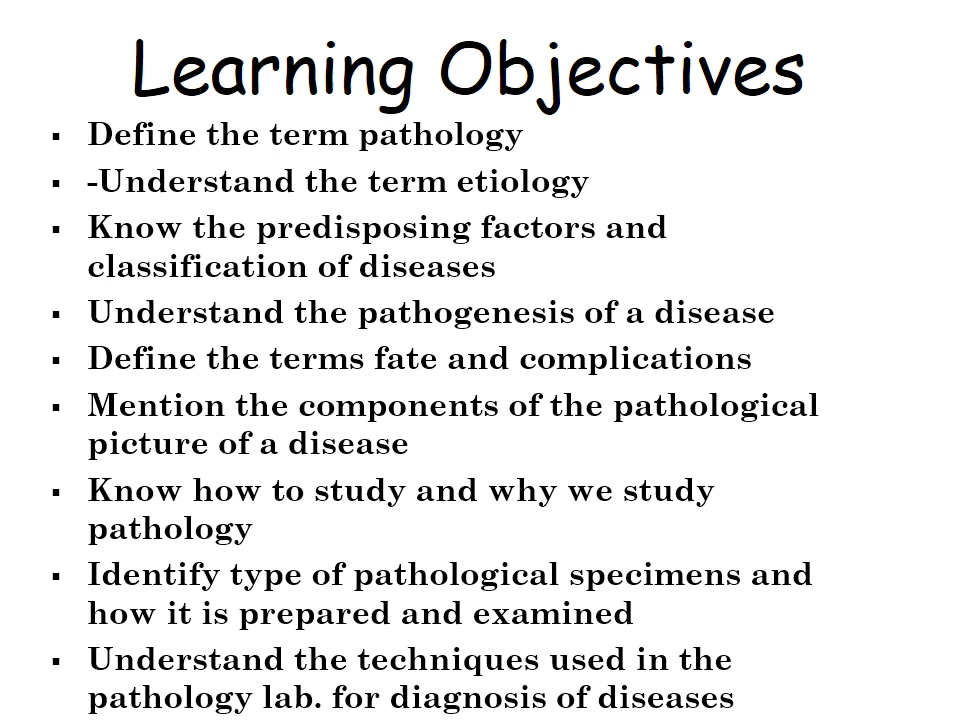 Learning Objectives
▪ Define the term pathology
▪ -Understand the term etiology
▪ Know the predisposing factors and
classification of diseases
▪ Understand the pathogenesis of a disease
▪ Define the terms fate and complications
▪ Mention the components of the pathological
picture of a disease
▪ Know how to study and why we study
pathology
▪ Identify type of pathological specimens and
how it is prepared and examined
▪ Understand the techniques used in the
pathology lab. for diagnosis of diseases